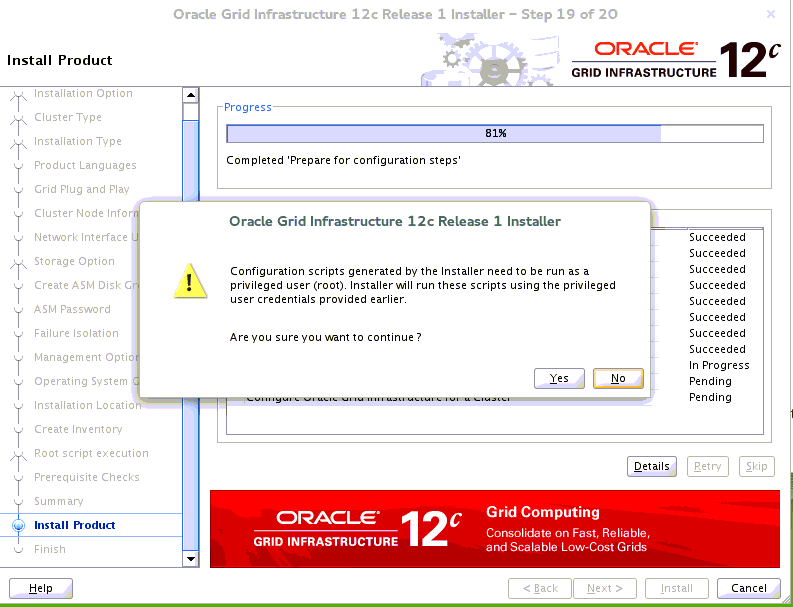 Oracle Grid Infrastructure 12c Release 1 Installer – Step 19 of 20
Install Product
ORACLE
GRID INFRASTRUCTURE
12c
Installation Option
Cluster Type
Installation Type
Product Languages
Grid Plug and Play
Cluster Node Inform
Network Interface U
Storage Option
Create ASM Disk Gr
ASM Password
Failure Isolation
Management Option
Operating System G
Installation Location
Create Inventory
Root script execution
Prerequisite Checks
Summary
Install Product
Finish
Progress
81%
Completed 'Prepare for configuration steps'
Succeeded
Succeeded
Succeeded
Succeeded
Succeeded
Succeeded
Succeeded
Succeeded
In Progress
Pending
Configure Oracle Grid Infrastructure for a Cluster Pending
Oracle Grid Infrastructure 12c Release 1 Installer
Configuration scripts generated by the Installer need to be run as a
privileged user (root). Installer will run these scripts using the privileged
user credentials provided earlier.
Are you sure you want to continue?
Yes No
Details Retry Skip
ORACLE
GRID INFRASTRUCTURE
12c
Grid Computing
Consolidate on Fast, Reliable,
and Scalable Low-Cost Grids
Help < Back Next > Install Cancel